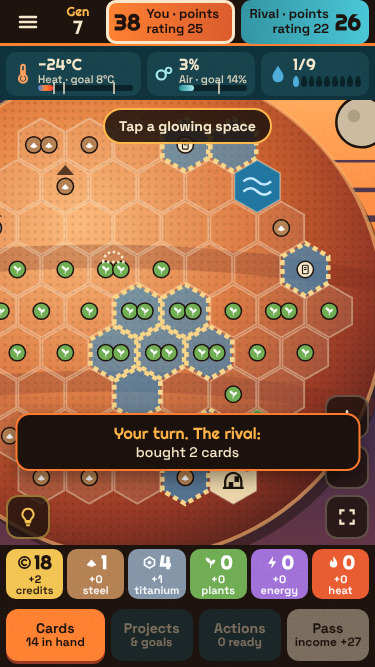 Gen
7
38 You · points
rating 25
Rival · points 26
rating 22
-24°C
Heat · goal 8°C
3%
Air · goal 14%
1/9
Tap a glowing space
Your turn. The rival:
bought 2 cards
©18
+2
credits
1
+0
steel
4
+1
titanium
0
+0
plants
0
+0
energy
0
+0
heat
Cards
14 in hand
Projects
& goals
Actions
0 ready
Pass
income +27